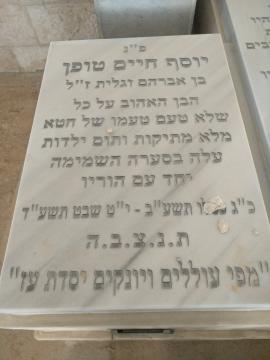 פ"נ
יוסף חיים טופן
בן אברהם וגלית ז"ל
הבן האהוב על כל
שלא טעם טעמו של חטא
מלא מתיקות ותום ילדות
עלה בסערה השמימה
יחד עם הוריו
כ"ג תשע"ב - י"ט שבט תשע"ד
ת.נ.צ.ב.ה
"מפי עוללים ויונקים יסדת עז"